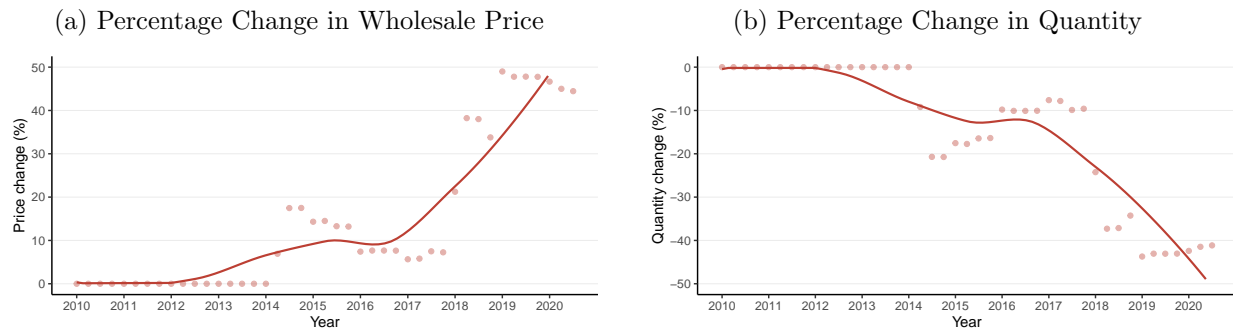 (a) Percentage Change in Wholesale Price
50
40
30
20
10
0
Price change (%)
2010 2011 2012 2013 2014 2015 2016 2017 2018 2019 2020
Year
(b) Percentage Change in Quantity
0
−10
−20
−30
−40
−50
Quantity change (%)
2010 2011 2012 2013 2014 2015 2016 2017 2018 2019 2020
Year